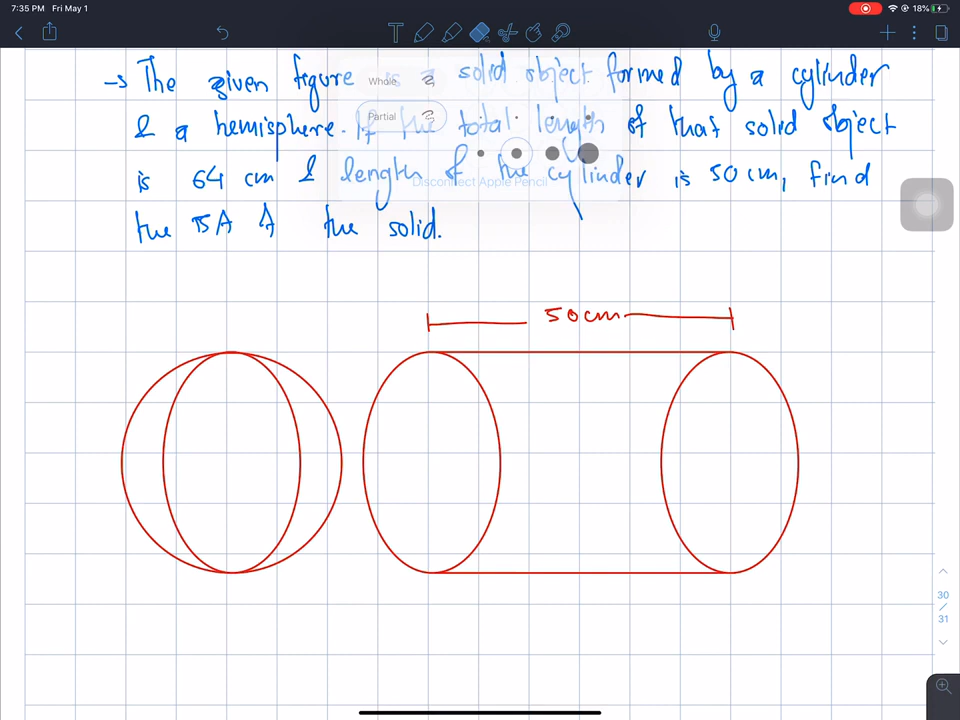 7:35 PM Fri May 1
18%
→ The given figure is a solid object formed by a cylinder
Whole
& a hemisphere. If the total length of that solid object
Partial
is 64 cm & length of the cylinder is 50 cm, find
Disconnect Apple Pencil
the TSA of the solid.
50cm
30
/
31